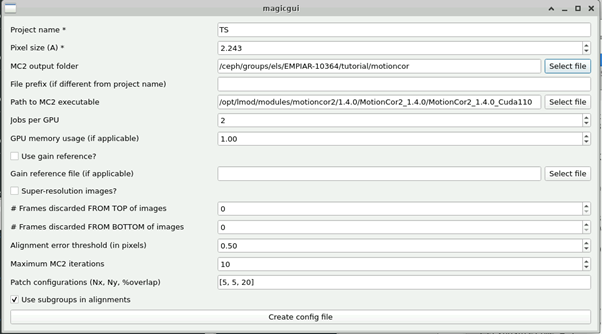 magicgui
Project name * TS
Pixel size (A) * 2.243
MC2 output folder /ceph/groups/els/EMPIAR-10364/tutorial/motioncor Select file
File prefix (if different from project name)
Path to MC2 executable /opt/lmod/modules/motioncor2/1.4.0/MotionCor2_1.4.0/MotionCor2_1.4.0_Cuda110 Select file
Jobs per GPU 2
GPU memory usage (if applicable) 1.00
Use gain reference?
Gain reference file (if applicable) Select file
Super-resolution images?
# Frames discarded FROM TOP of images 0
# Frames discarded FROM BOTTOM of images 0
Alignment error threshold (in pixels) 0.50
Maximum MC2 iterations 10
Patch configurations (Nx, Ny, %overlap) [5, 5, 20]
Use subgroups in alignments
Create config file